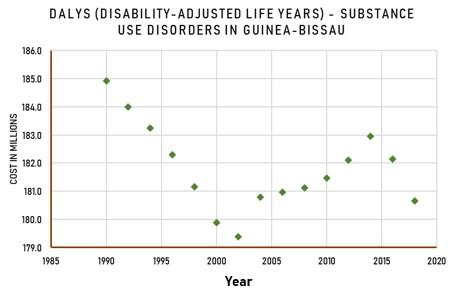 DALYS (DISABILITY-ADJUSTED LIFE YEARS) - SUBSTANCE
USE DISORDERS IN GUINEA-BISSAU
COST IN MILLIONS
186.0
185.0
184.0
183.0
182.0
181.0
180.0
179.0
1985 1990 1995 2000 2005 2010 2015 2020
Year